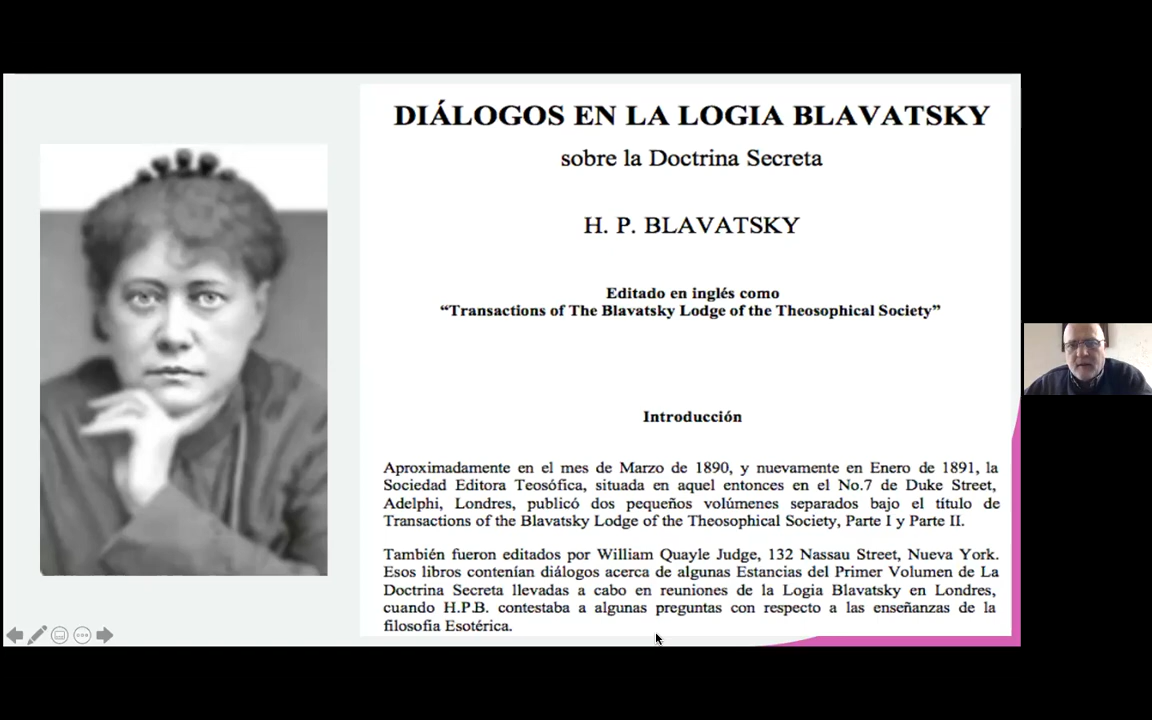 DIÁLOGOS EN LA LOGIA BLAVATSKY
sobre la Doctrina Secreta
H. P. BLAVATSKY
Editado en inglés como
“Transactions of The Blavatsky Lodge of the Theosophical Society”
Introducción
Aproximadamente en el mes de Marzo de 1890, y nuevamente en Enero de 1891, la
Sociedad Editora Teosófica, situada en aquel entonces en el No.7 de Duke Street,
Adelphi, Londres, publicó dos pequeños volúmenes separados bajo el título de
Transactions of the Blavatsky Lodge of the Theosophical Society, Parte I y Parte II.
También fueron editados por William Quayle Judge, 132 Nassau Street, Nueva York.
Esos libros contenían diálogos acerca de algunas Estancias del Primer Volumen de La
Doctrina Secreta llevadas a cabo en reuniones de la Logia Blavatsky en Londres,
cuando H.P.B. contestaba a algunas preguntas con respecto a las enseñanzas de la
filosofia Esotérica.